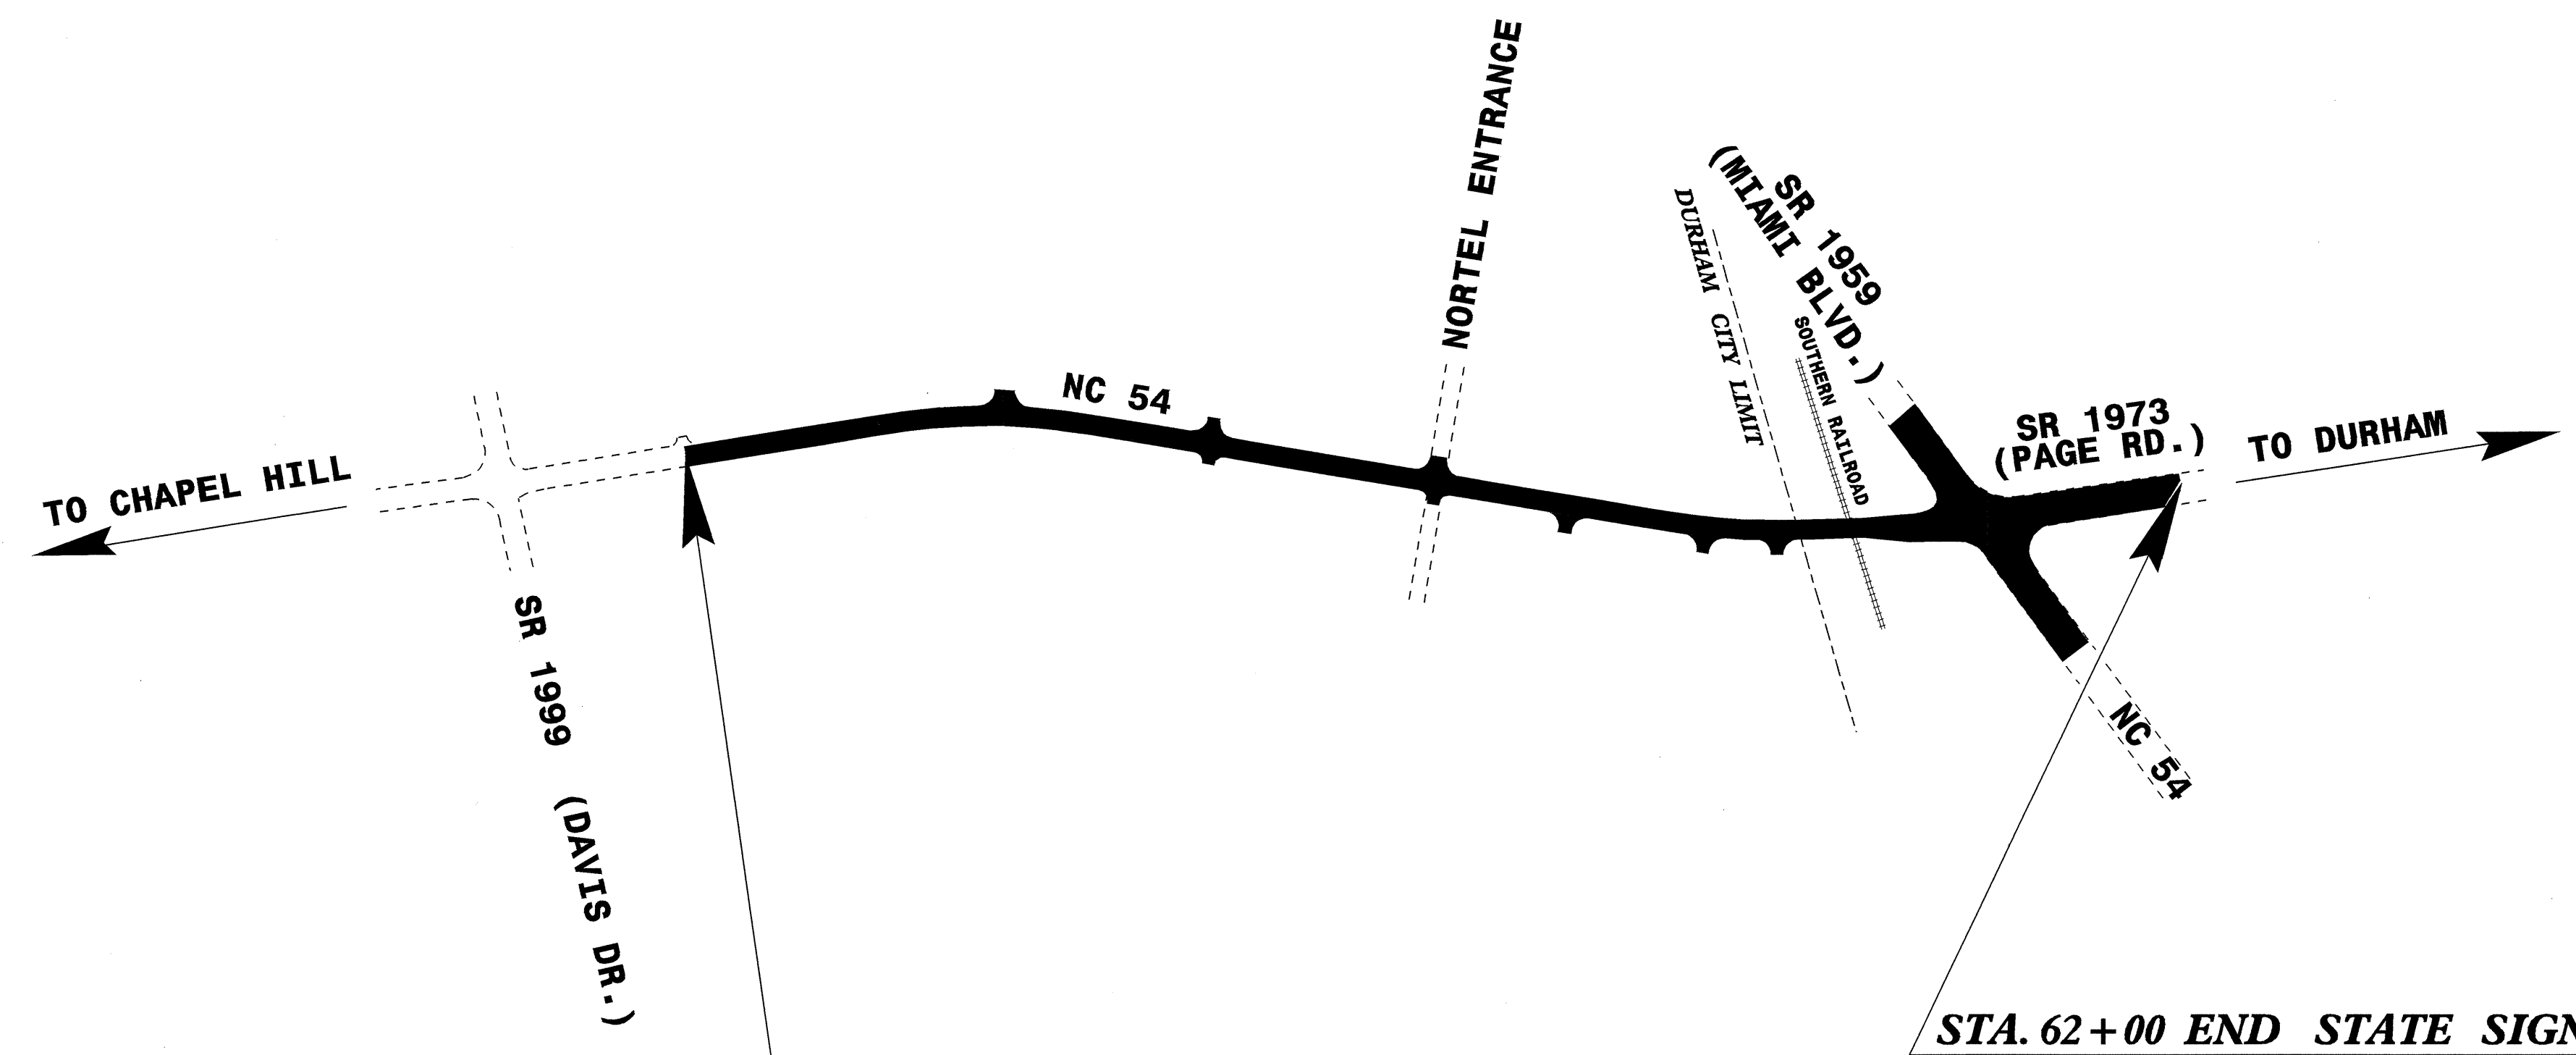 TO CHAPEL HILL
SR 1999 (DAVIS DR.)
NC 54
NORTEL ENTRANCE
DURHAM CITY LIMIT
SOUTHERN RAILROAD
SR 1959
(MIAMI BLVD.)
SR 1973
(PAGE RD.)
TO DURHAM
NC 54
STA. 62+00 END STATE SIGN